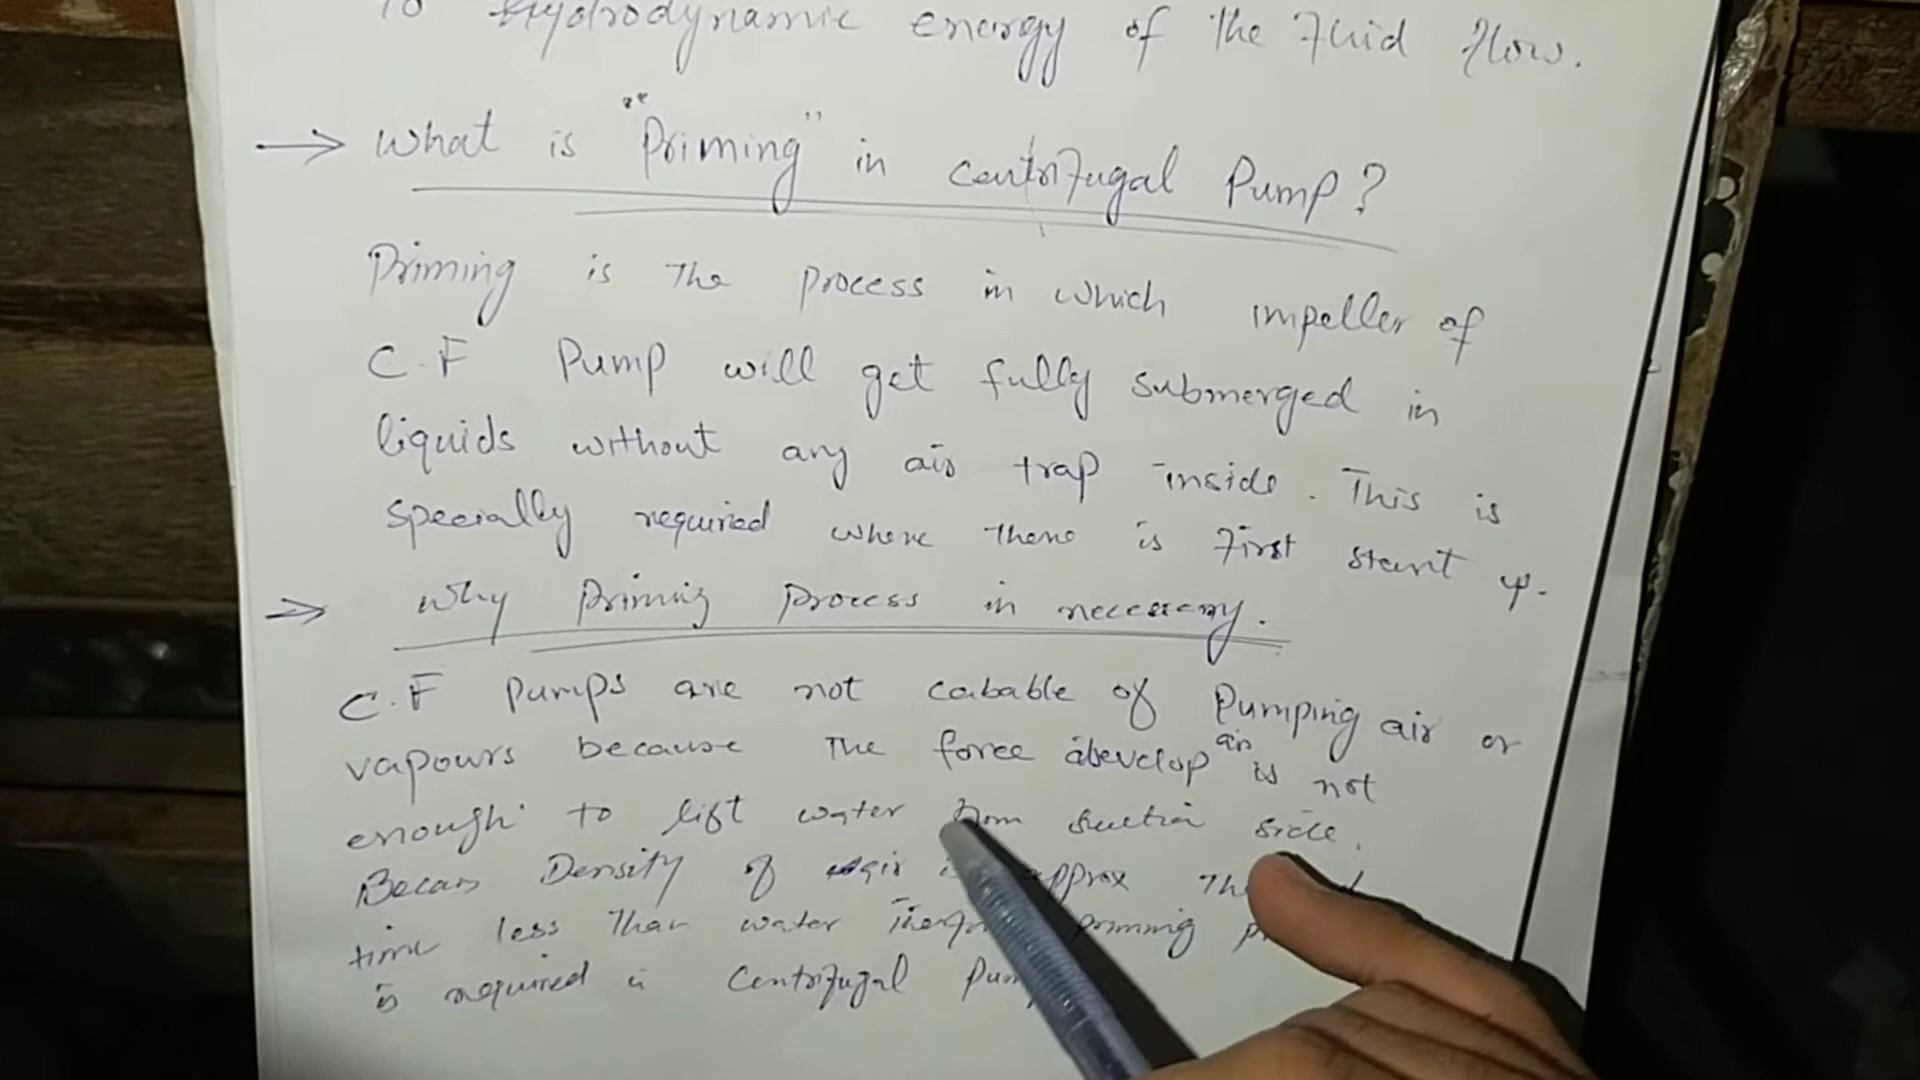 To Hydrodynamic energy of the fluid flow.
→ What is "Priming" in centrifugal Pump?
Priming is the process in which impeller of
C.F Pump will get fully submerged in
liquids without any air trap inside. This is
specially required where there is first start up.
⇒ Why priming process in necessary.
C.F Pumps are not cabable of Pumping air or
vapours because the force develop air is not
enough to lift water from suction side.
Becaus Density of air approx
time less than water priming
is required in Centrifugal